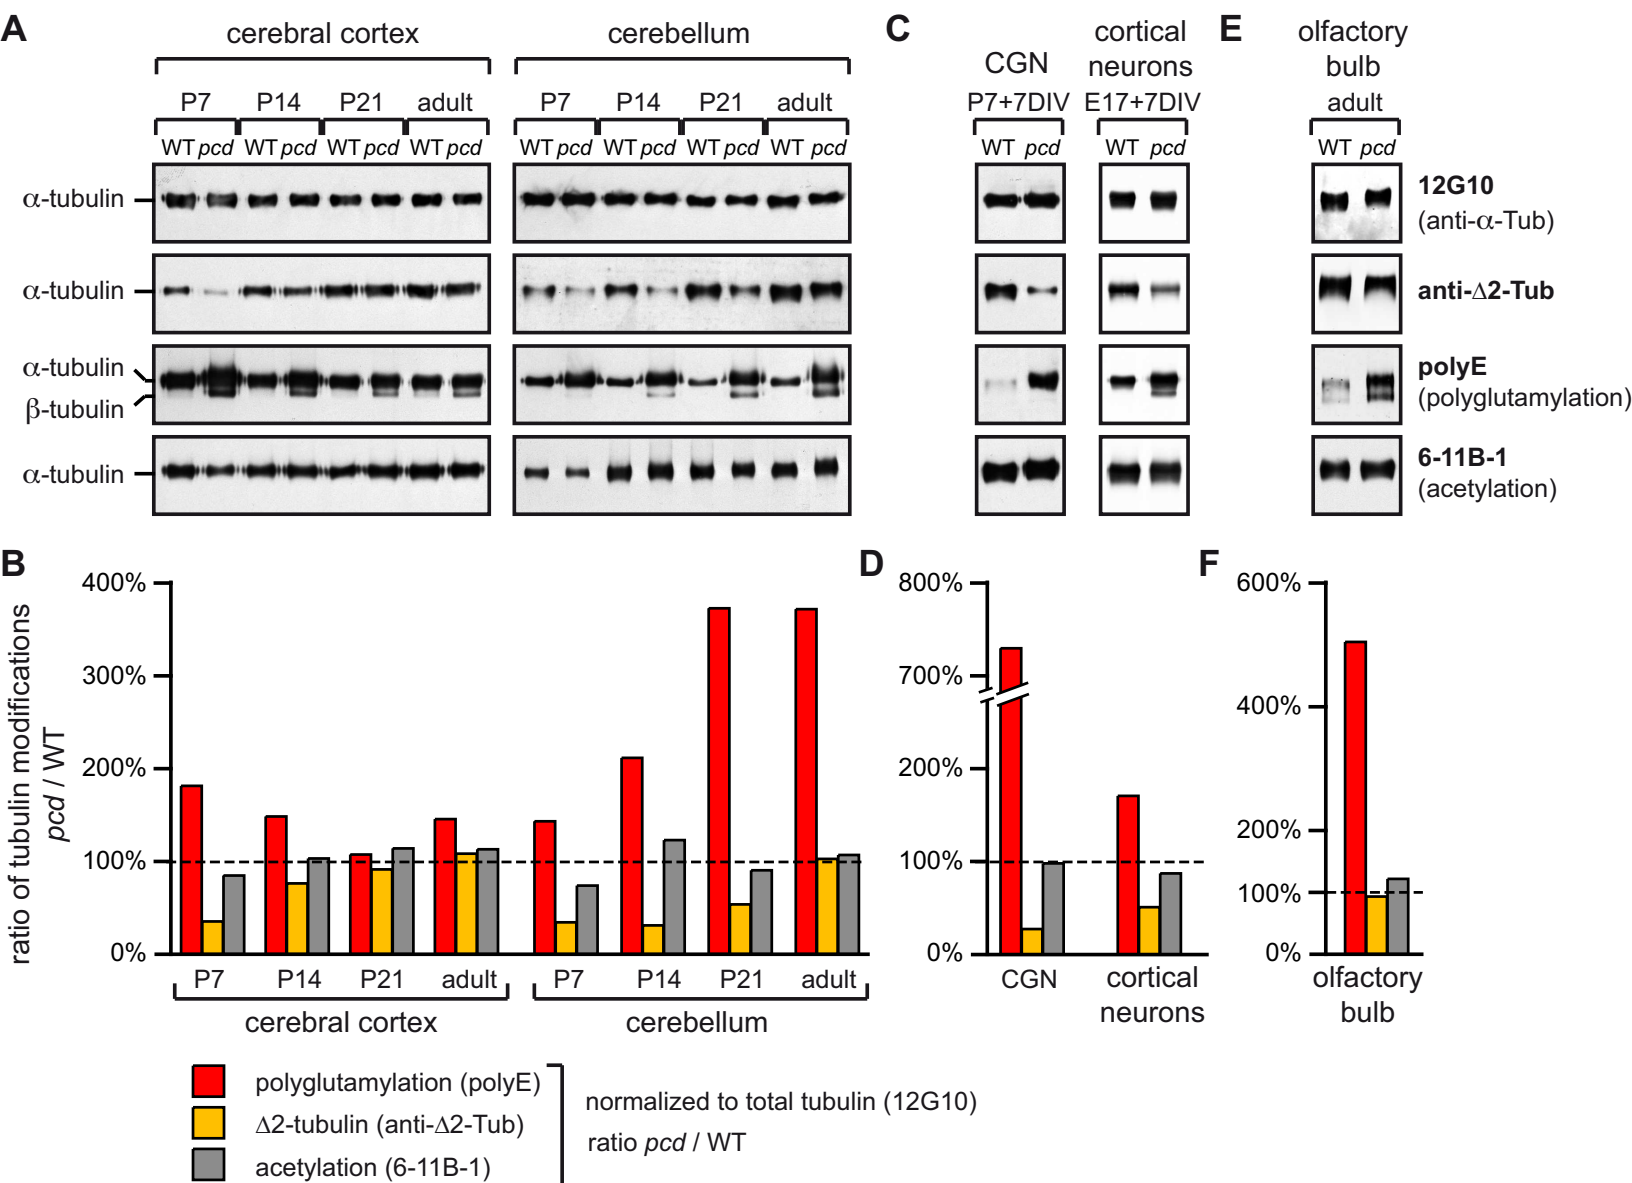 A
cerebral cortex
cerebellum
P7 P14 P21 adult
P7 P14 P21 adult
WT pcd WT pcd WT pcd WT pcd
WT pcd WT pcd WT pcd WT pcd
C
CGN
P7+7DIV
WT pcd
cortical
neurons
E17+7DIV
WT pcd
E
olfactory
bulb
adult
WT pcd
α-tubulin
12G10
(anti-α-Tub)
α-tubulin
anti-Δ2-Tub
α-tubulin
β-tubulin
polyE
(polyglutamylation)
α-tubulin
6-11B-1
(acetylation)
B
ratio of tubulin modifications
pcd / WT
400%
300%
200%
100%
0%
P7 P14 P21 adult
P7 P14 P21 adult
cerebral cortex
cerebellum
D
800%
700%
200%
100%
0%
CGN
cortical
neurons
F
600%
400%
200%
100%
0%
olfactory
bulb
polyglutamylation (polyE)
Δ2-tubulin (anti-Δ2-Tub)
acetylation (6-11B-1)
normalized to total tubulin (12G10)
ratio pcd / WT